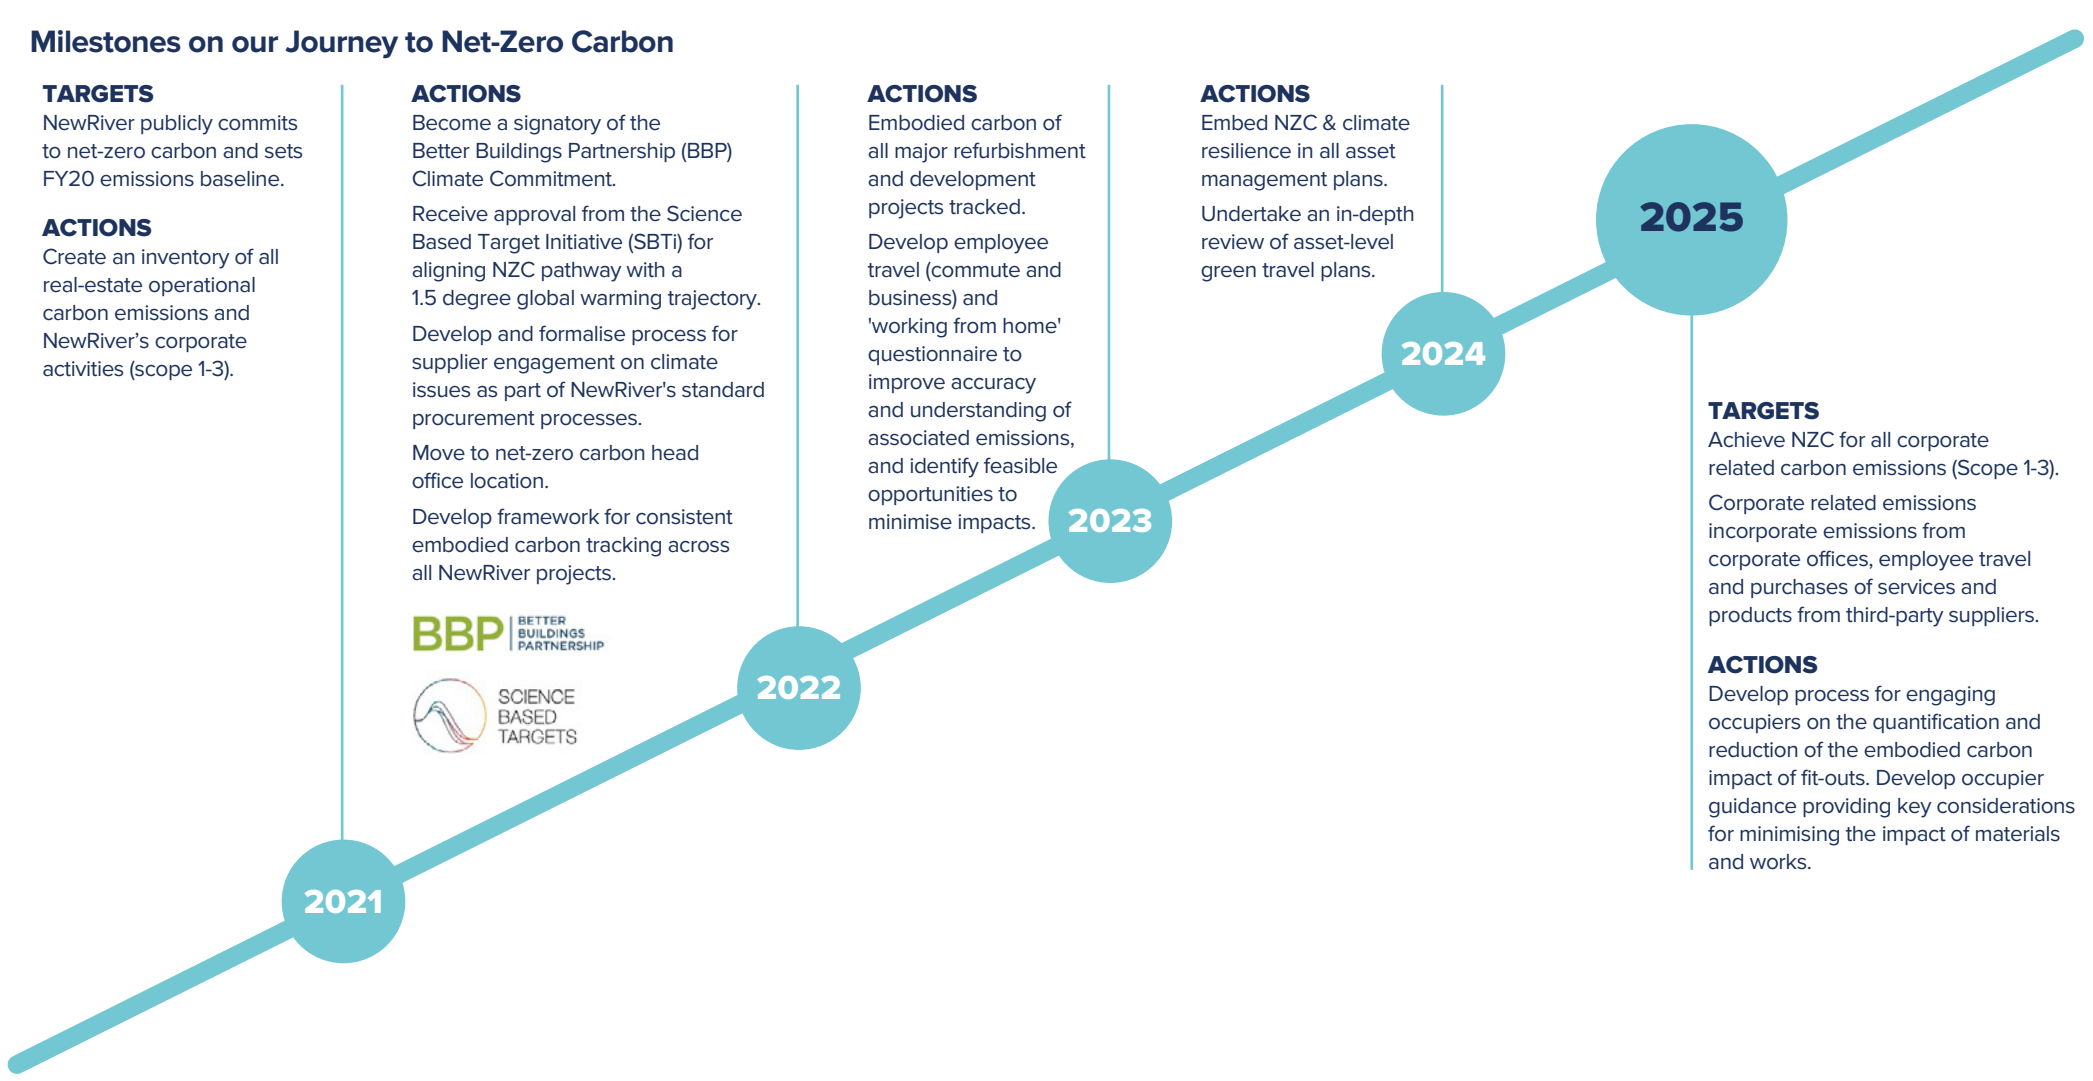 Milestones on our Journey to Net-Zero Carbon
TARGETS
NewRiver publicly commits
to net-zero carbon and sets
FY20 emissions baseline.
ACTIONS
Create an inventory of all
real-estate operational
carbon emissions and
NewRiver’s corporate
activities (scope 1-3).
2021
ACTIONS
Become a signatory of the
Better Buildings Partnership (BBP)
Climate Commitment.
Receive approval from the Science
Based Target Initiative (SBTi) for
aligning NZC pathway with a
1.5 degree global warming trajectory.
Develop and formalise process for
supplier engagement on climate
issues as part of NewRiver's standard
procurement processes.
Move to net-zero carbon head
office location.
Develop framework for consistent
embodied carbon tracking across
all NewRiver projects.
BBP
BETTER
BUILDINGS
PARTNERSHIP
SCIENCE
BASED
TARGETS
2022
ACTIONS
Embodied carbon of
all major refurbishment
and development
projects tracked.
Develop employee
travel (commute and
business) and
'working from home'
questionnaire to
improve accuracy
and understanding of
associated emissions,
and identify feasible
opportunities to
minimise impacts.
2023
ACTIONS
Embed NZC & climate
resilience in all asset
management plans.
Undertake an in-depth
review of asset-level
green travel plans.
2024
2025
TARGETS
Achieve NZC for all corporate
related carbon emissions (Scope 1-3).
Corporate related emissions
incorporate emissions from
corporate offices, employee travel
and purchases of services and
products from third-party suppliers.
ACTIONS
Develop process for engaging
occupiers on the quantification and
reduction of the embodied carbon
impact of fit-outs. Develop occupier
guidance providing key considerations
for minimising the impact of materials
and works.